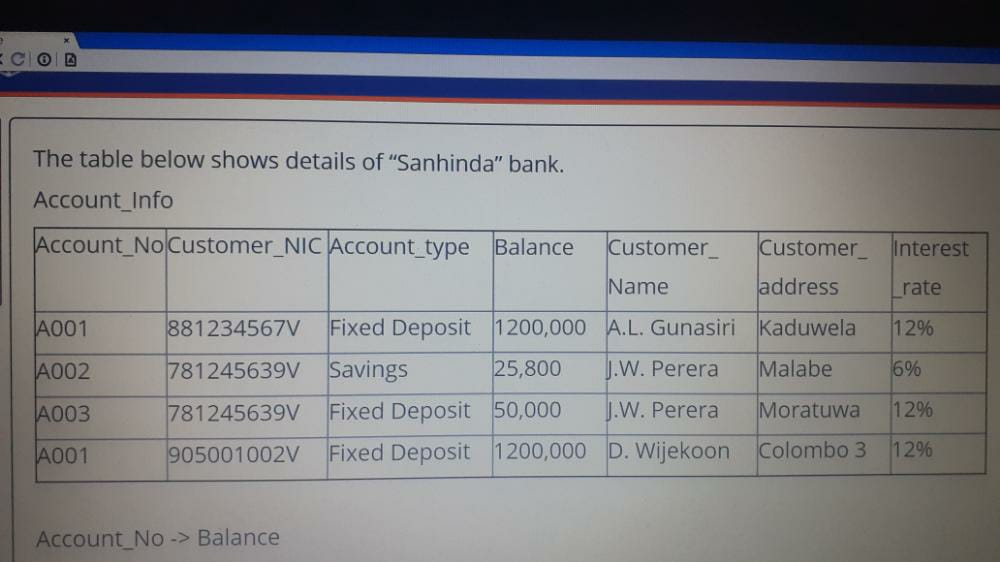 The table below shows details of “Sanhinda” bank.
Account_Info
Account_No Customer_NIC Account_type Balance Customer_ Customer_ Interest
Name address _rate
A001 881234567V Fixed Deposit 1200,000 A.L. Gunasiri Kaduwela 12%
A002 781245639V Savings 25,800 J.W. Perera Malabe 6%
A003 781245639V Fixed Deposit 50,000 J.W. Perera Moratuwa 12%
A001 905001002V Fixed Deposit 1200,000 D. Wijekoon Colombo 3 12%
Account_No -> Balance